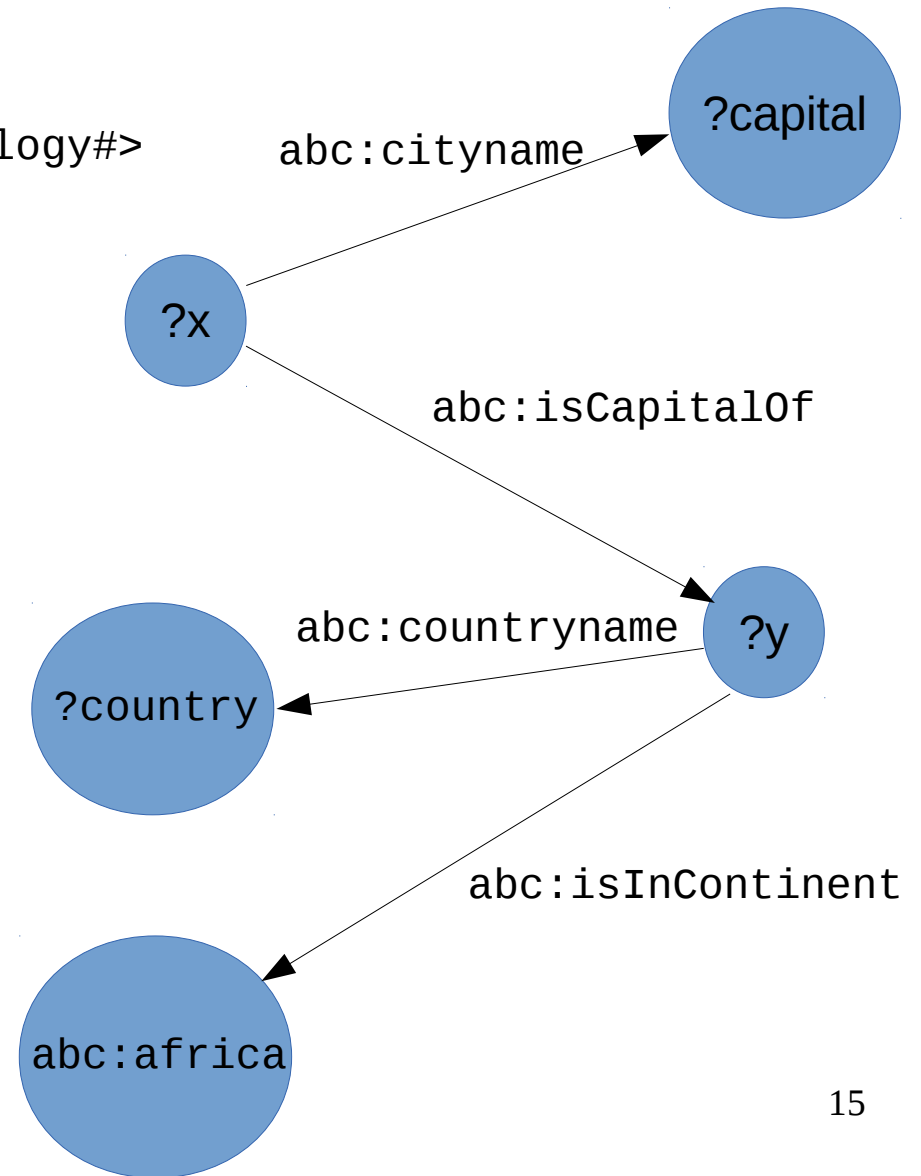 ?capital
logy#>
abc:cityname
?x
abc:isCapitalOf
abc:countryname
?y
?country
abc:isInContinent
abc:africa
15